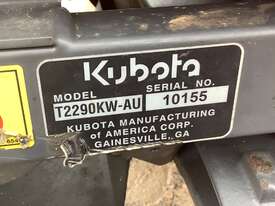 Kubota
MODEL SERIAL NO.
T2290KW-AU 10155
KUBOTA MANUFACTURING
of AMERICA CORP.
GAINESVILLE, GA